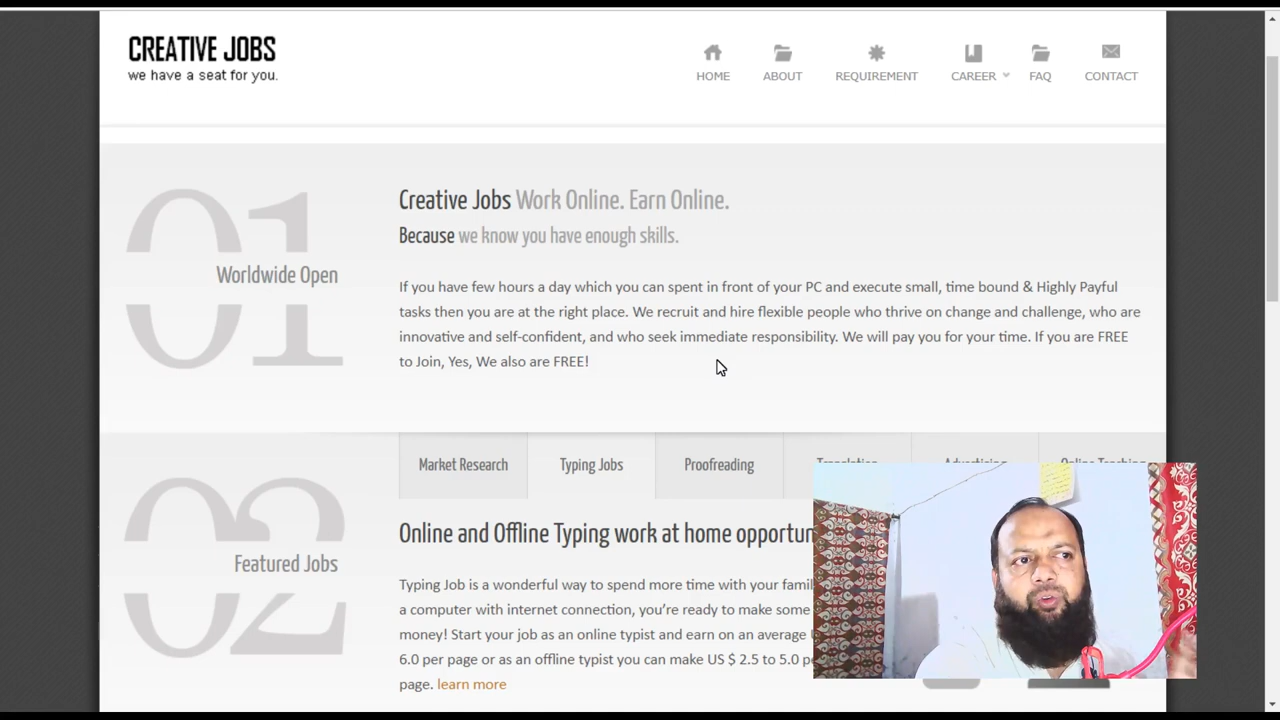 CREATIVE JOBS
we have a seat for you.
HOME
ABOUT
REQUIREMENT
CAREER
FAQ
CONTACT
01
Worldwide Open
Creative Jobs Work Online. Earn Online.
Because we know you have enough skills.
If you have few hours a day which you can spent in front of your PC and execute small, time bound & Highly Payful
tasks then you are at the right place. We recruit and hire flexible people who thrive on change and challenge, who are
innovative and self-confident, and who seek immediate responsibility. We will pay you for your time. If you are FREE
to Join, Yes, We also are FREE!
02
Featured Jobs
Market Research
Typing Jobs
Proofreading
Translation
Advertising
Online Teaching
Online and Offline Typing work at home
Typing Job is a wonderful way to spend more time with your
a computer with internet connection, you’re ready to make some
money! Start your job as an online typist and earn on an average
6.0 per page or as an offline typist you can make US $ 2.5 to 5.0
page. learn more